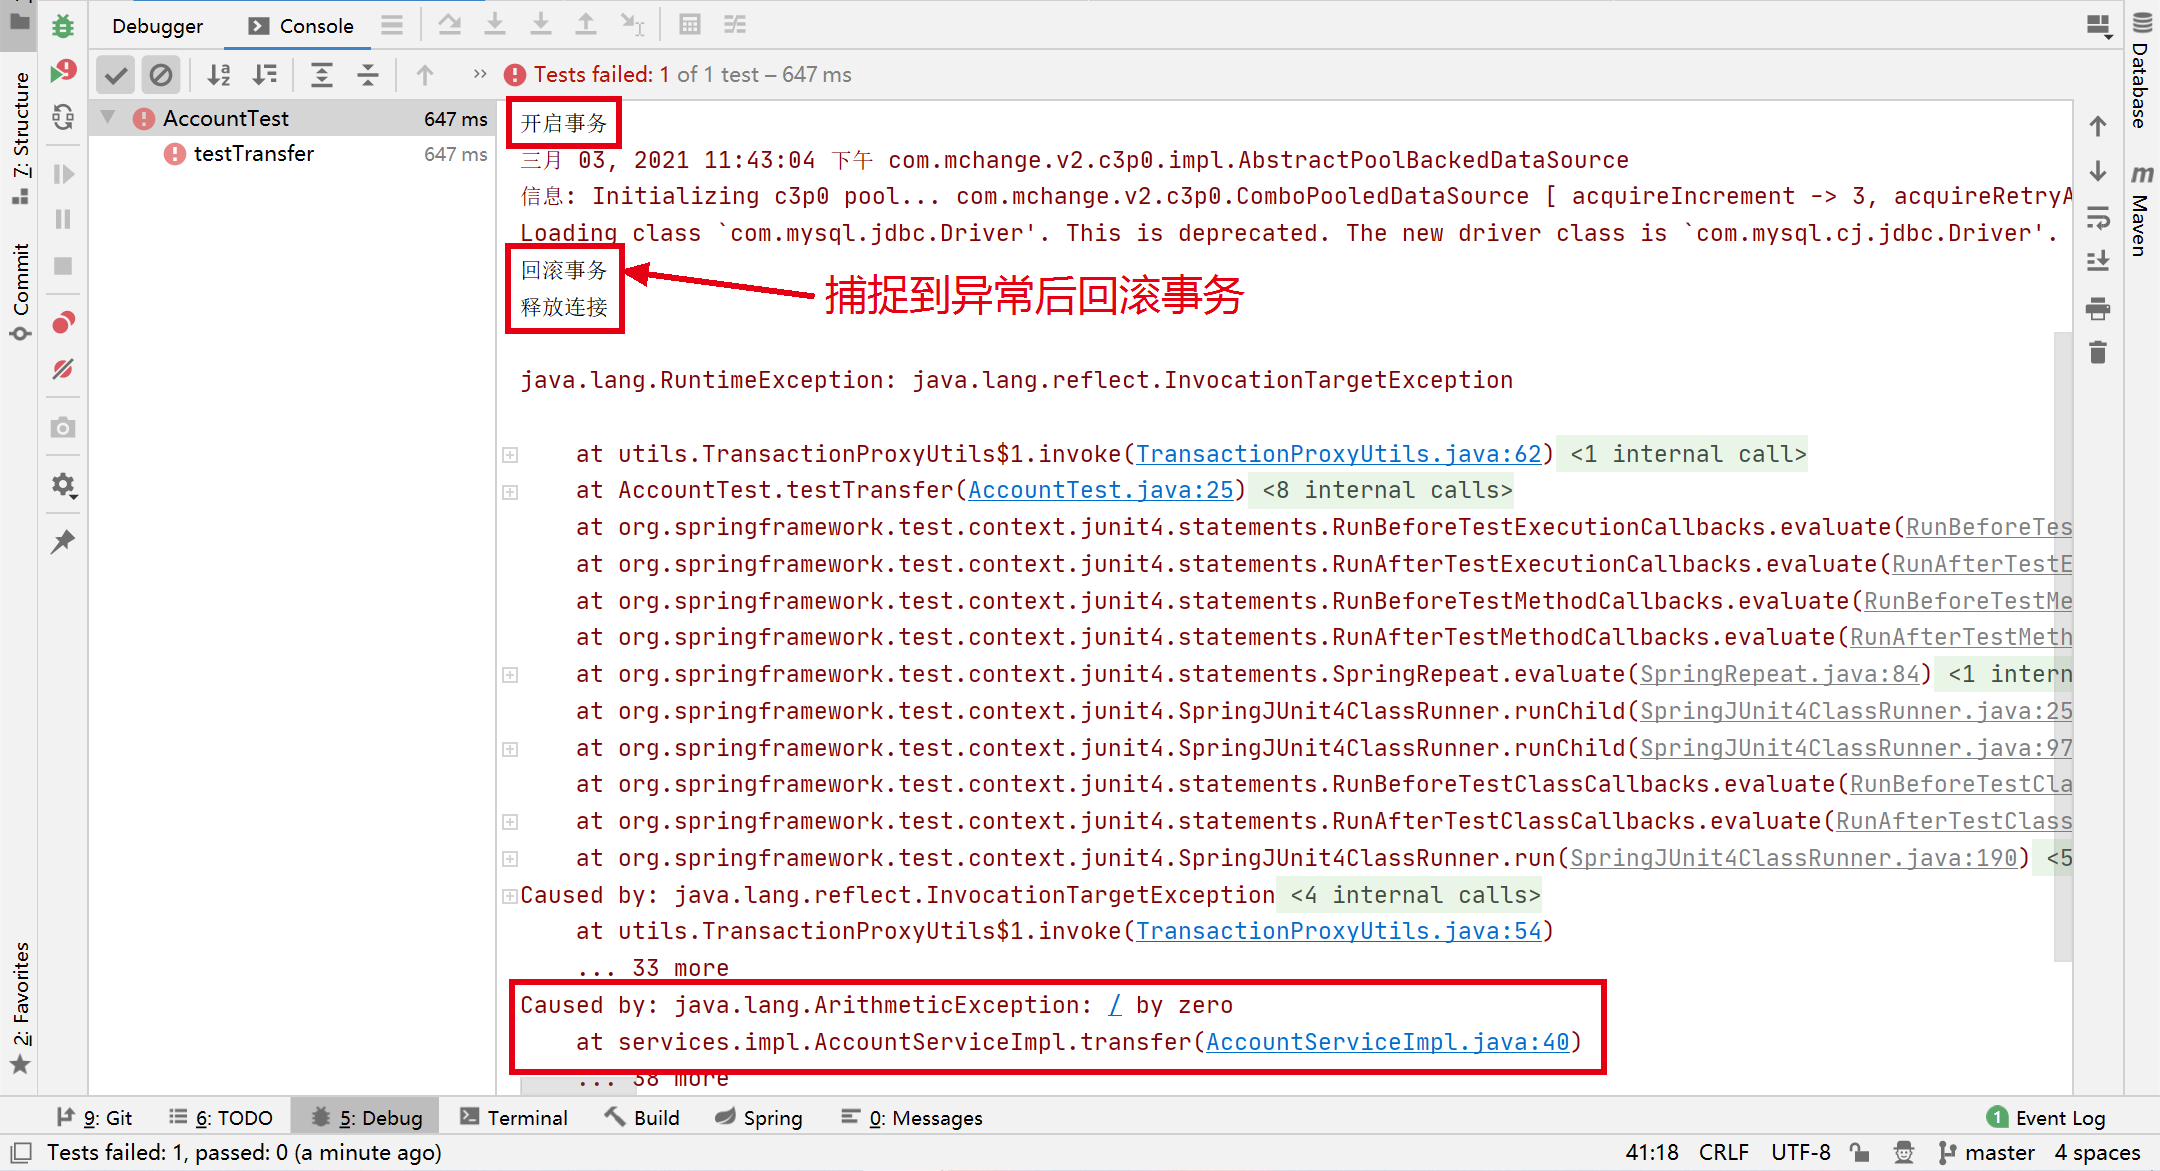 Debugger
Console
Tests failed: 1 of 1 test – 647 ms
AccountTest 647 ms
testTransfer 647 ms
开启事务
三月 03, 2021 11:43:04 下午 com.mchange.v2.c3p0.impl.AbstractPoolBackedDataSource
信息: Initializing c3p0 pool... com.mchange.v2.c3p0.ComboPooledDataSource [ acquireIncrement -> 3, acquireRetryA
Loading class `com.mysql.jdbc.Driver'. This is deprecated. The new driver class is `com.mysql.cj.jdbc.Driver'.
回滚事务
释放连接
捕捉到异常后回滚事务
java.lang.RuntimeException: java.lang.reflect.InvocationTargetException
at utils.TransactionProxyUtils$1.invoke(TransactionProxyUtils.java:62) <1 internal call>
at AccountTest.testTransfer(AccountTest.java:25) <8 internal calls>
at org.springframework.test.context.junit4.statements.RunBeforeTestExecutionCallbacks.evaluate(RunBeforeTes
at org.springframework.test.context.junit4.statements.RunAfterTestExecutionCallbacks.evaluate(RunAfterTestE
at org.springframework.test.context.junit4.statements.RunBeforeTestMethodCallbacks.evaluate(RunBeforeTestMe
at org.springframework.test.context.junit4.statements.RunAfterTestMethodCallbacks.evaluate(RunAfterTestMeth
at org.springframework.test.context.junit4.statements.SpringRepeat.evaluate(SpringRepeat.java:84) <1 intern
at org.springframework.test.context.junit4.SpringJUnit4ClassRunner.runChild(SpringJUnit4ClassRunner.java:25
at org.springframework.test.context.junit4.SpringJUnit4ClassRunner.runChild(SpringJUnit4ClassRunner.java:97
at org.springframework.test.context.junit4.statements.RunBeforeTestClassCallbacks.evaluate(RunBeforeTestCla
at org.springframework.test.context.junit4.statements.RunAfterTestClassCallbacks.evaluate(RunAfterTestClass
at org.springframework.test.context.junit4.SpringJUnit4ClassRunner.run(SpringJUnit4ClassRunner.java:190) <5
Caused by: java.lang.reflect.InvocationTargetException <4 internal calls>
at utils.TransactionProxyUtils$1.invoke(TransactionProxyUtils.java:54)
... 33 more
Caused by: java.lang.ArithmeticException: / by zero
at services.impl.AccountServiceImpl.transfer(AccountServiceImpl.java:40)
... 38 more
7: Structure
Commit
2: Favorites
Database
Maven
9: Git
6: TODO
5: Debug
Terminal
Build
Spring
0: Messages
1 Event Log
Tests failed: 1, passed: 0 (a minute ago)
41:18 CRLF UTF-8 master 4 spaces